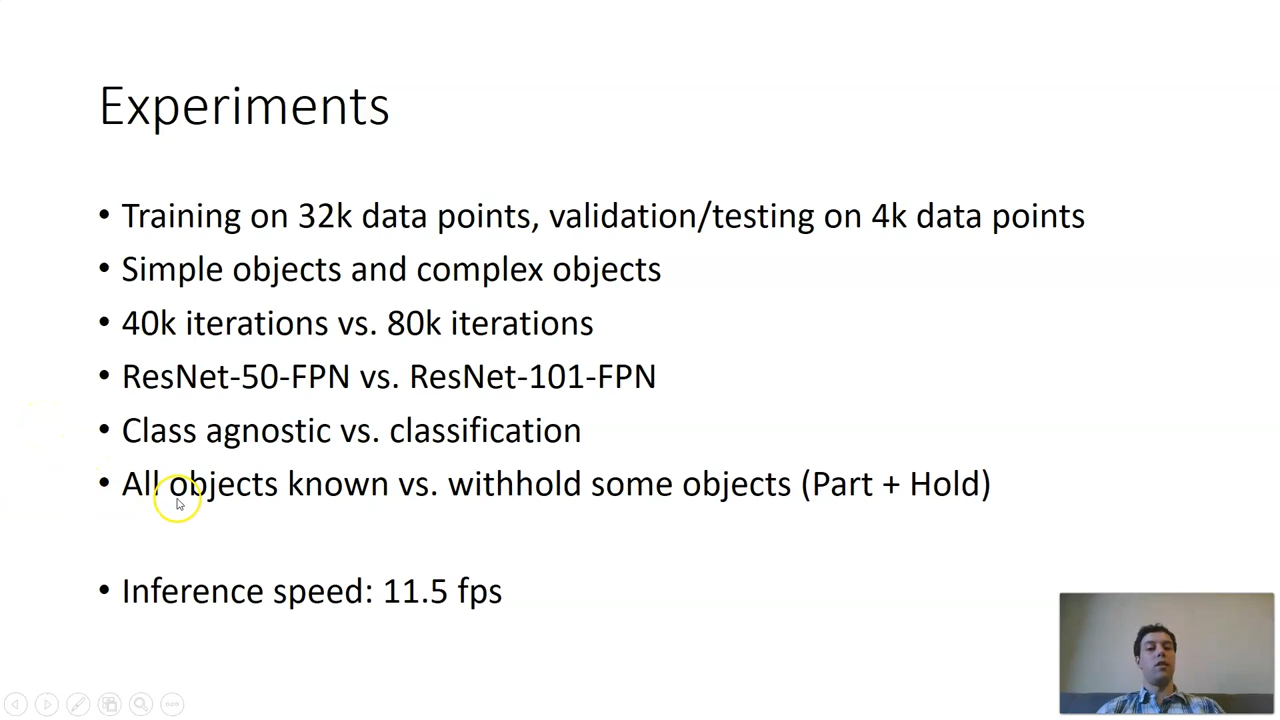 Experiments
• Training on 32k data points, validation/testing on 4k data points
• Simple objects and complex objects
• 40k iterations vs. 80k iterations
• ResNet-50-FPN vs. ResNet-101-FPN
• Class agnostic vs. classification
• All objects known vs. withhold some objects (Part + Hold)
• Inference speed: 11.5 fps